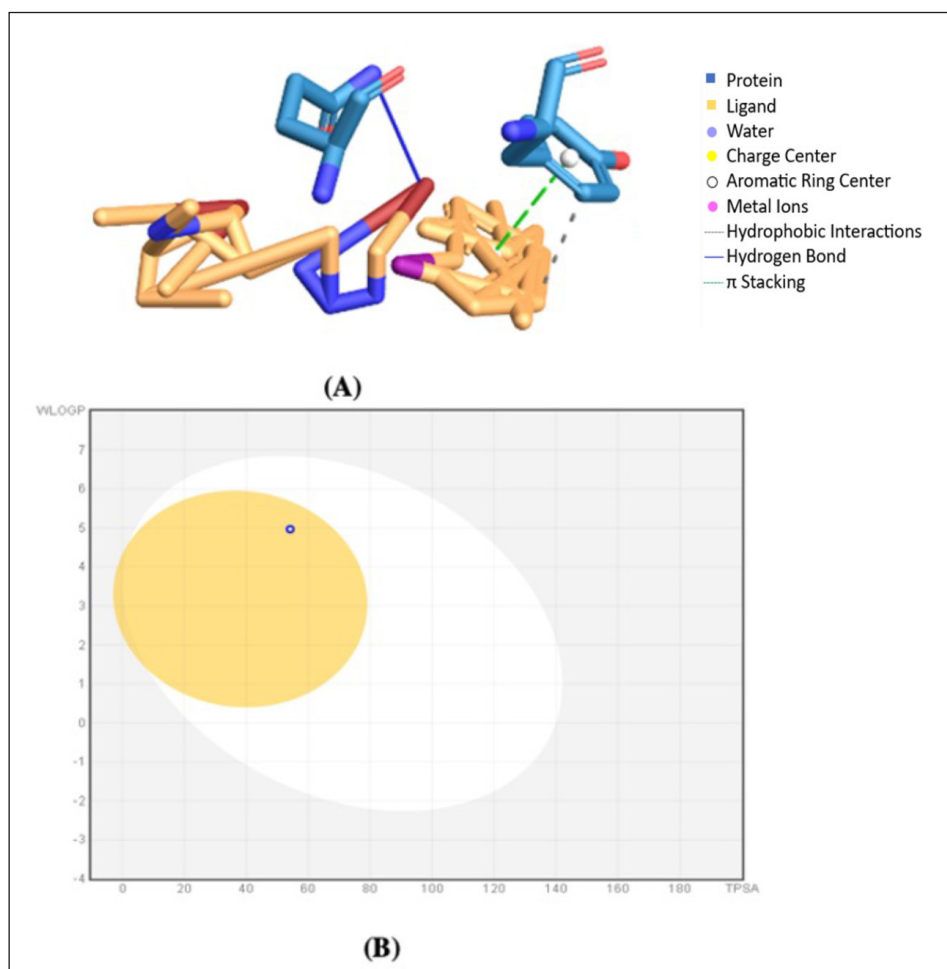 Protein
Ligand
Water
Charge Center
Aromatic Ring Center
Metal Ions
Hydrophobic Interactions
Hydrogen Bond
π Stacking
(A)
WLOGP
7
6
5
4
3
2
1
0
-1
-2
-3
-4
0 20 40 60 80 100 120 140 160 180 TPSA
(B)